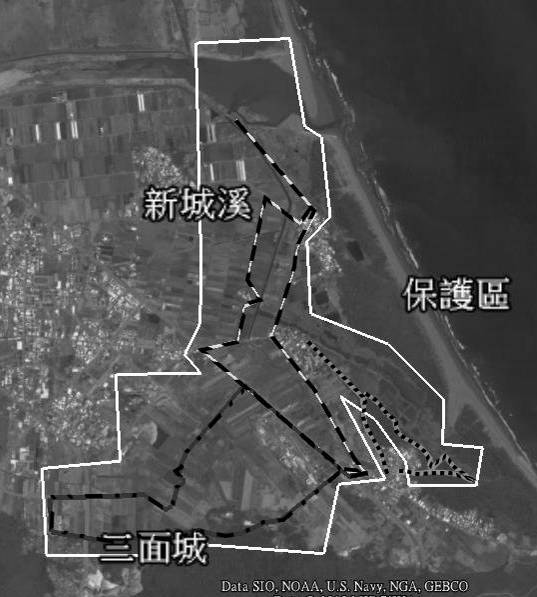 新城溪
保護區
三面城
Data SIO, NOAA, U.S. Navy, NGA, GEBCO